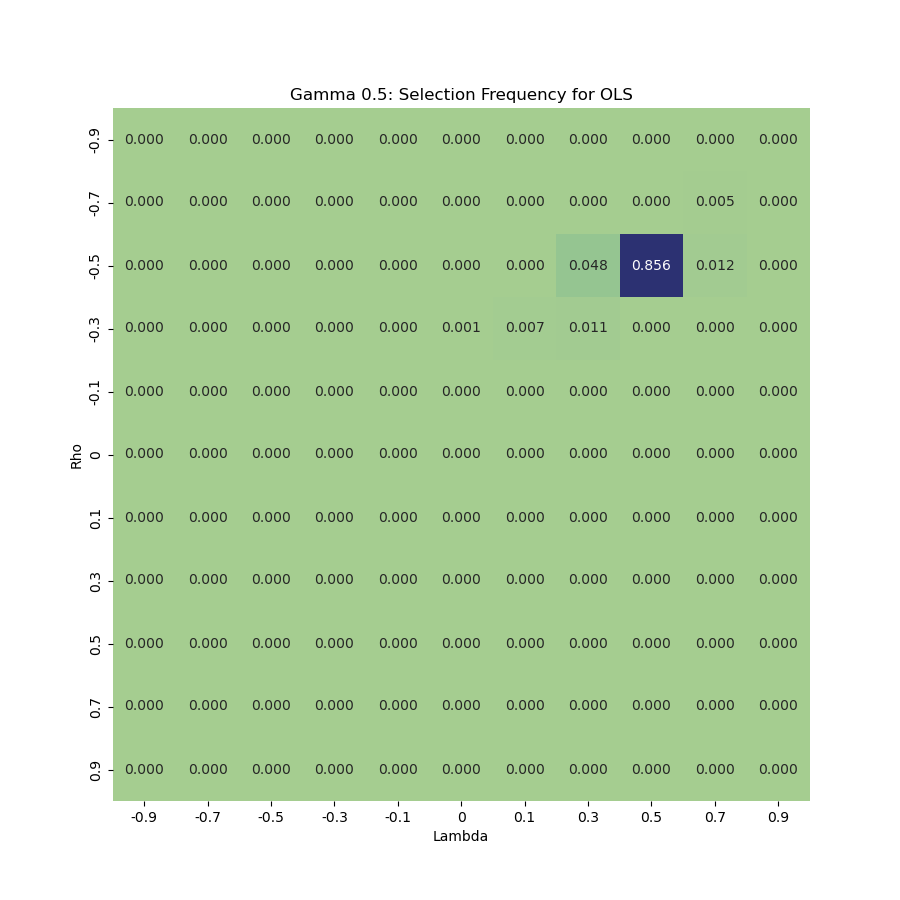 Gamma 0.5: Selection Frequency for OLS
-0.9 0.000 0.000 0.000 0.000 0.000 0.000 0.000 0.000 0.000 0.000 0.000
-0.7 0.000 0.000 0.000 0.000 0.000 0.000 0.000 0.000 0.000 0.005 0.000
-0.5 0.000 0.000 0.000 0.000 0.000 0.000 0.000 0.048 0.856 0.012 0.000
-0.3 0.000 0.000 0.000 0.000 0.000 0.001 0.007 0.011 0.000 0.000 0.000
-0.1 0.000 0.000 0.000 0.000 0.000 0.000 0.000 0.000 0.000 0.000 0.000
Rho
0 0.000 0.000 0.000 0.000 0.000 0.000 0.000 0.000 0.000 0.000 0.000
0.1 0.000 0.000 0.000 0.000 0.000 0.000 0.000 0.000 0.000 0.000 0.000
0.3 0.000 0.000 0.000 0.000 0.000 0.000 0.000 0.000 0.000 0.000 0.000
0.5 0.000 0.000 0.000 0.000 0.000 0.000 0.000 0.000 0.000 0.000 0.000
0.7 0.000 0.000 0.000 0.000 0.000 0.000 0.000 0.000 0.000 0.000 0.000
0.9 0.000 0.000 0.000 0.000 0.000 0.000 0.000 0.000 0.000 0.000 0.000
-0.9 -0.7 -0.5 -0.3 -0.1 0 0.1 0.3 0.5 0.7 0.9
Lambda